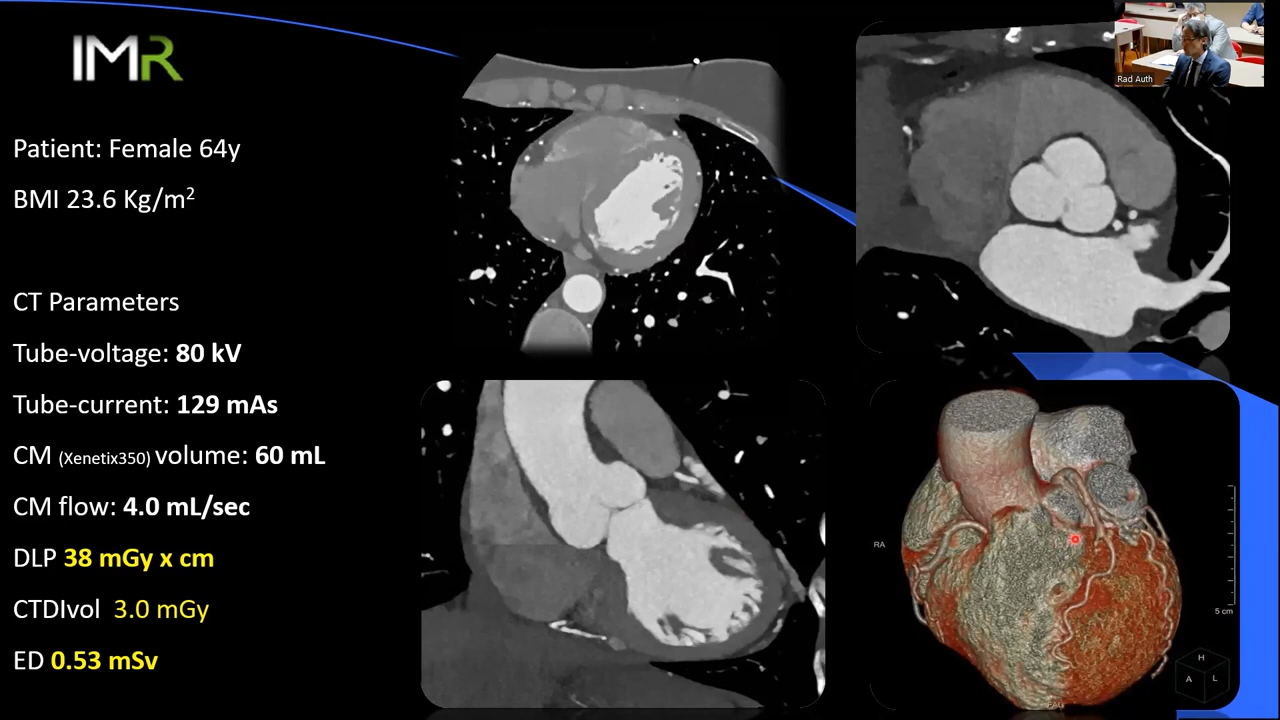 IMR
Patient: Female 64y
BMI 23.6 Kg/m²
CT Parameters
Tube-voltage: 80 kV
Tube-current: 129 mAs
CM (Xenetix350) volume: 60 mL
CM flow: 4.0 mL/sec
DLP 38 mGy x cm
CTDIvol 3.0 mGy
ED 0.53 mSv
Rad Auth
RA
5 cm
H
A L